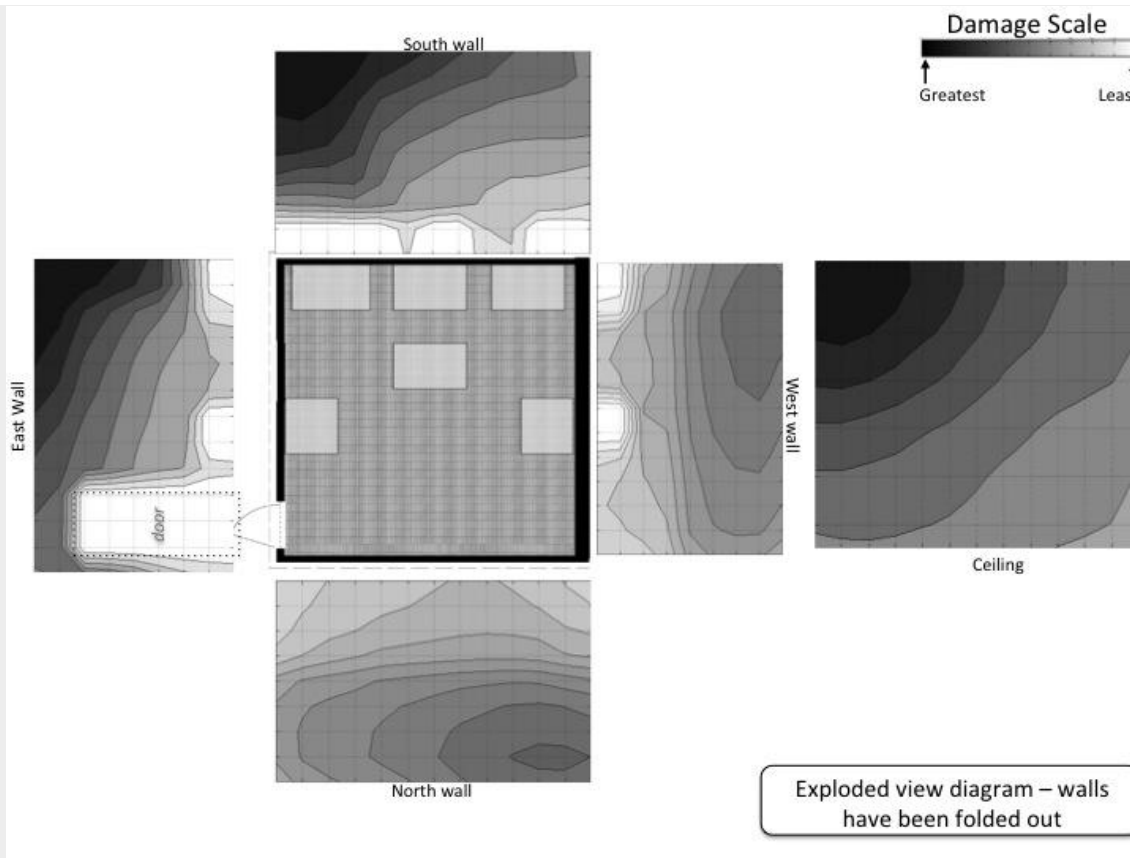 Damage Scale
South wall
Greatest
Leas
East Wall
West wall
door
Ceiling
North wall
Exploded view diagram – walls
have been folded out